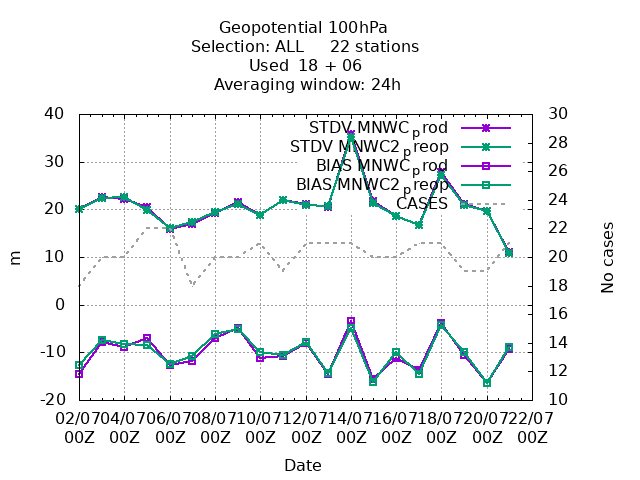 Geopotential 100hPa
Selection: ALL 22 stations
Used 18 + 06
Averaging window: 24h
40
30
20
10
0
-10
-20
m
30
28
26
24
22
20
18
16
14
12
10
No cases
STDV MNWC_prod
STDV MNWC2_preop
BIAS MNWC_prod
BIAS MNWC2_preop
CASES
02/07 04/07 06/07 08/07 10/07 12/07 14/07 16/07 18/07 20/07 22/07
00Z 00Z 00Z 00Z 00Z 00Z 00Z 00Z 00Z 00Z 00Z
Date